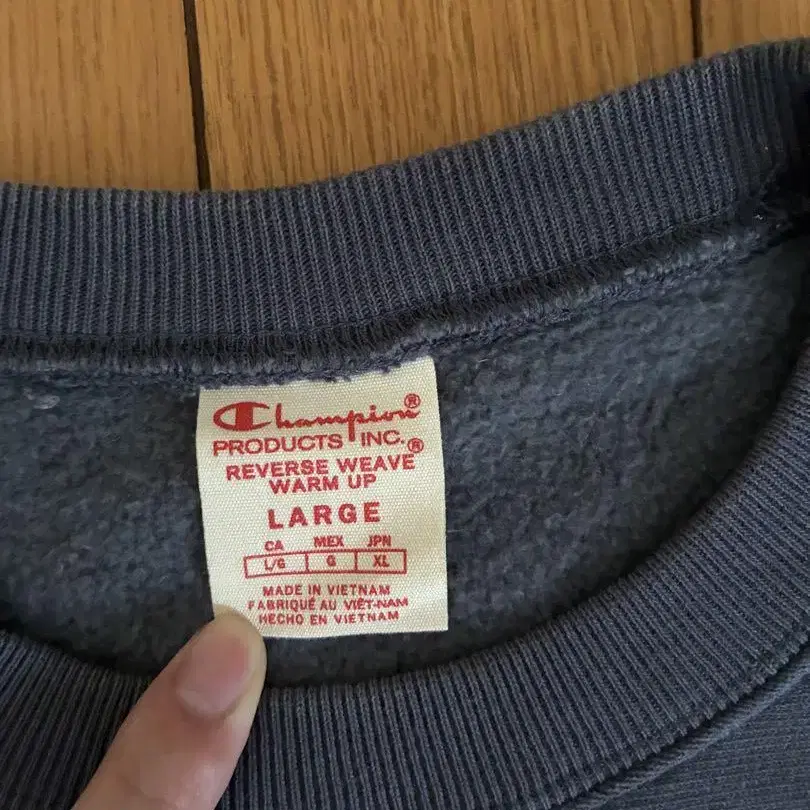 Champion®
PRODUCTS INC.®
REVERSE WEAVE
WARM UP
LARGE
CA MEX JPN
L/G G XL
MADE IN VIETNAM
FABRIQUÉ AU VIÊT-NAM
HECHO EN VIETNAM